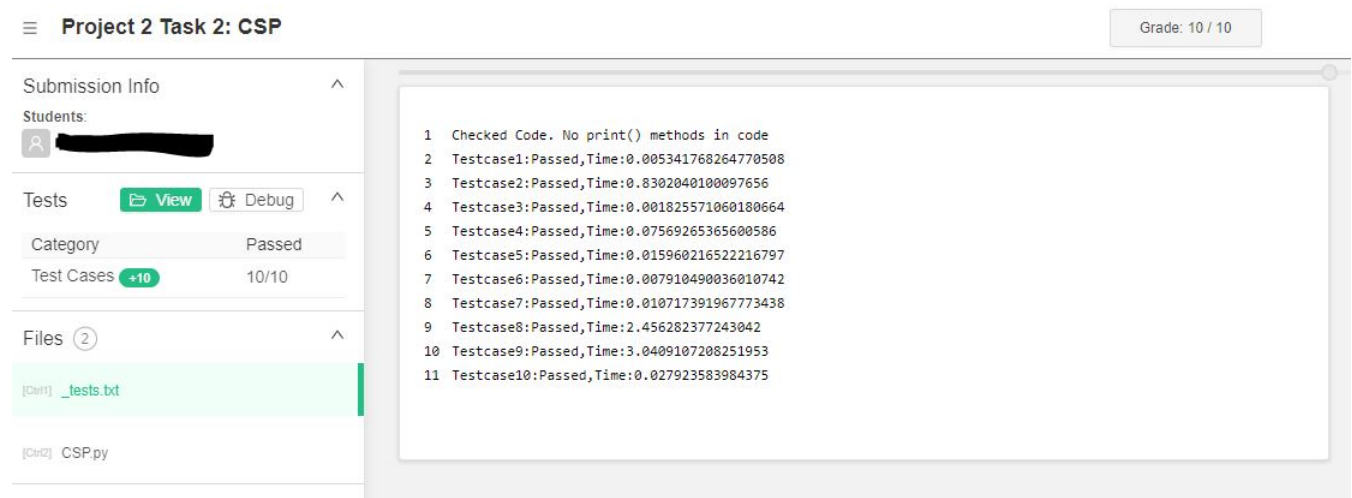 Project 2 Task 2: CSP
Grade: 10 / 10
Submission Info
Students:
Tests
View
Debug
Category Passed
Test Cases +10 10/10
Files 2
[Ctrl1] _tests.txt
[Ctrl2] CSP.py
1 Checked Code. No print() methods in code
2 Testcase1:Passed,Time:0.005341768264770508
3 Testcase2:Passed,Time:0.8302040100097656
4 Testcase3:Passed,Time:0.001825571060180664
5 Testcase4:Passed,Time:0.07569265365600586
6 Testcase5:Passed,Time:0.015960216522216797
7 Testcase6:Passed,Time:0.007910490036010742
8 Testcase7:Passed,Time:0.010717391967773438
9 Testcase8:Passed,Time:2.456282377243042
10 Testcase9:Passed,Time:3.0409107208251953
11 Testcase10:Passed,Time:0.027923583984375